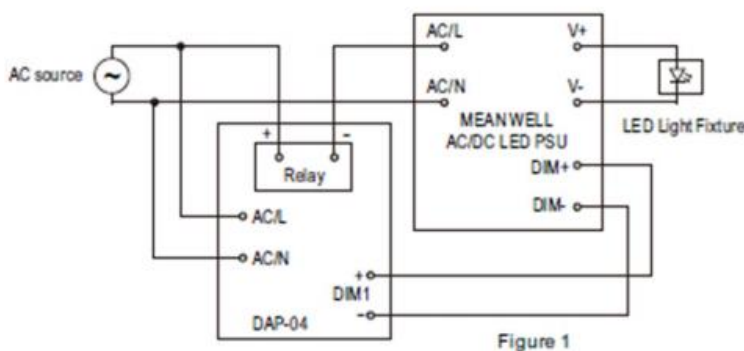 AC source
~
AC/L
AC/N
V+
V-
MEANWELL
AC/DC LED PSU
DIM+
DIM-
LED Light Fixture
+
-
Relay
AC/L
AC/N
+
DIM1
-
DAP-04
Figure 1